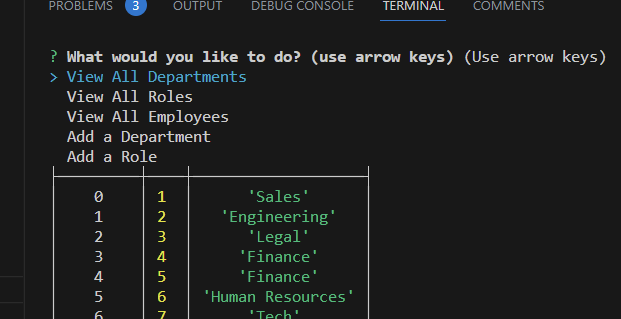 PROBLEMS 3 OUTPUT DEBUG CONSOLE TERMINAL COMMENTS
? What would you like to do? (use arrow keys) (Use arrow keys)
> View All Departments
View All Roles
View All Employees
Add a Department
Add a Role
0 1 'Sales'
1 2 'Engineering'
2 3 'Legal'
3 4 'Finance'
4 5 'Finance'
5 6 'Human Resources'
6 7 'Tech'